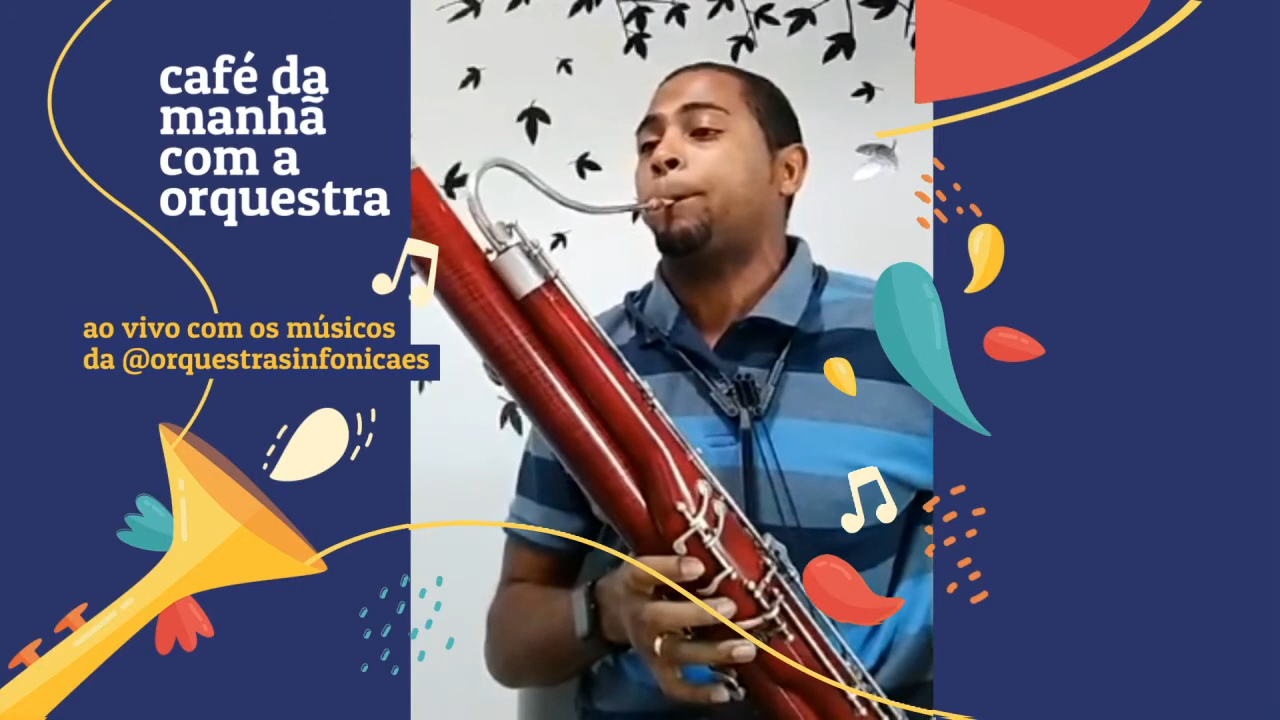 café da
manhã
com a
orquestra
ao vivo com os músicos
da @orquestrasinfonicaes